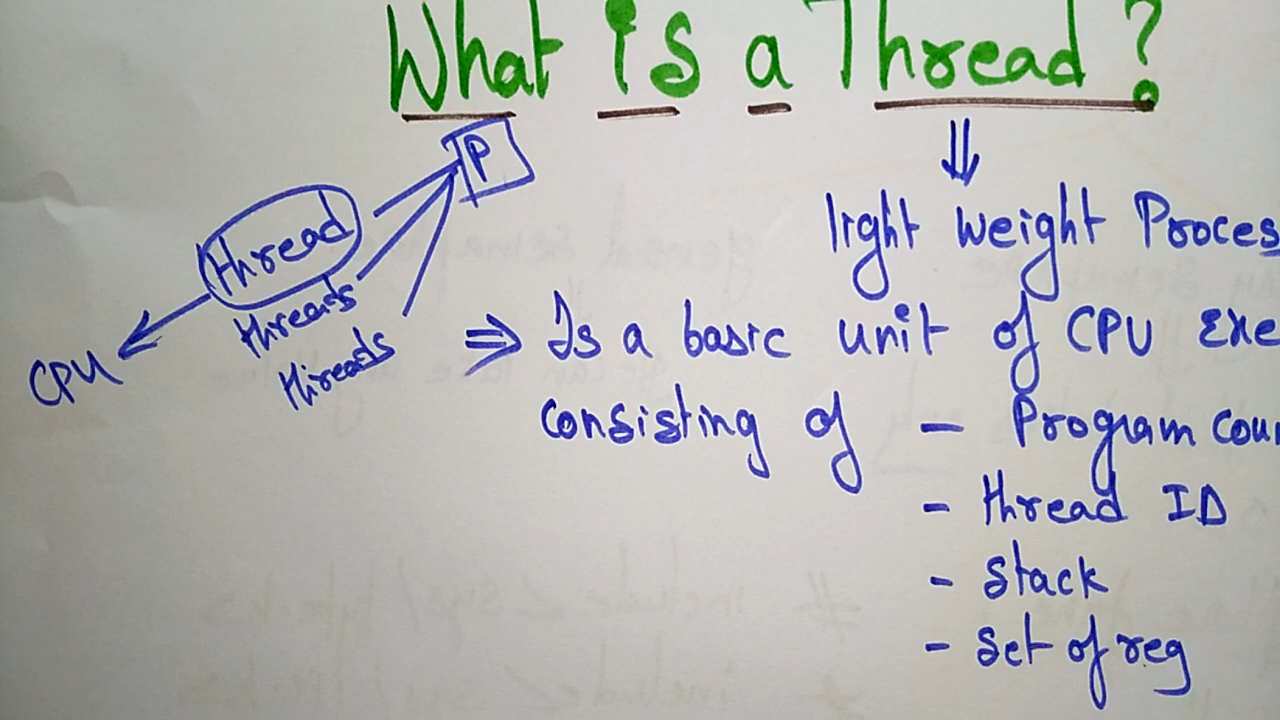 What is a Thread?
P
thread
threads
threads
CPU
⇓
light weight Proces
⇒ Is a basic unit of CPU Exe
Consisting of - Program Coun
- thread ID
- Stack
- Set of reg